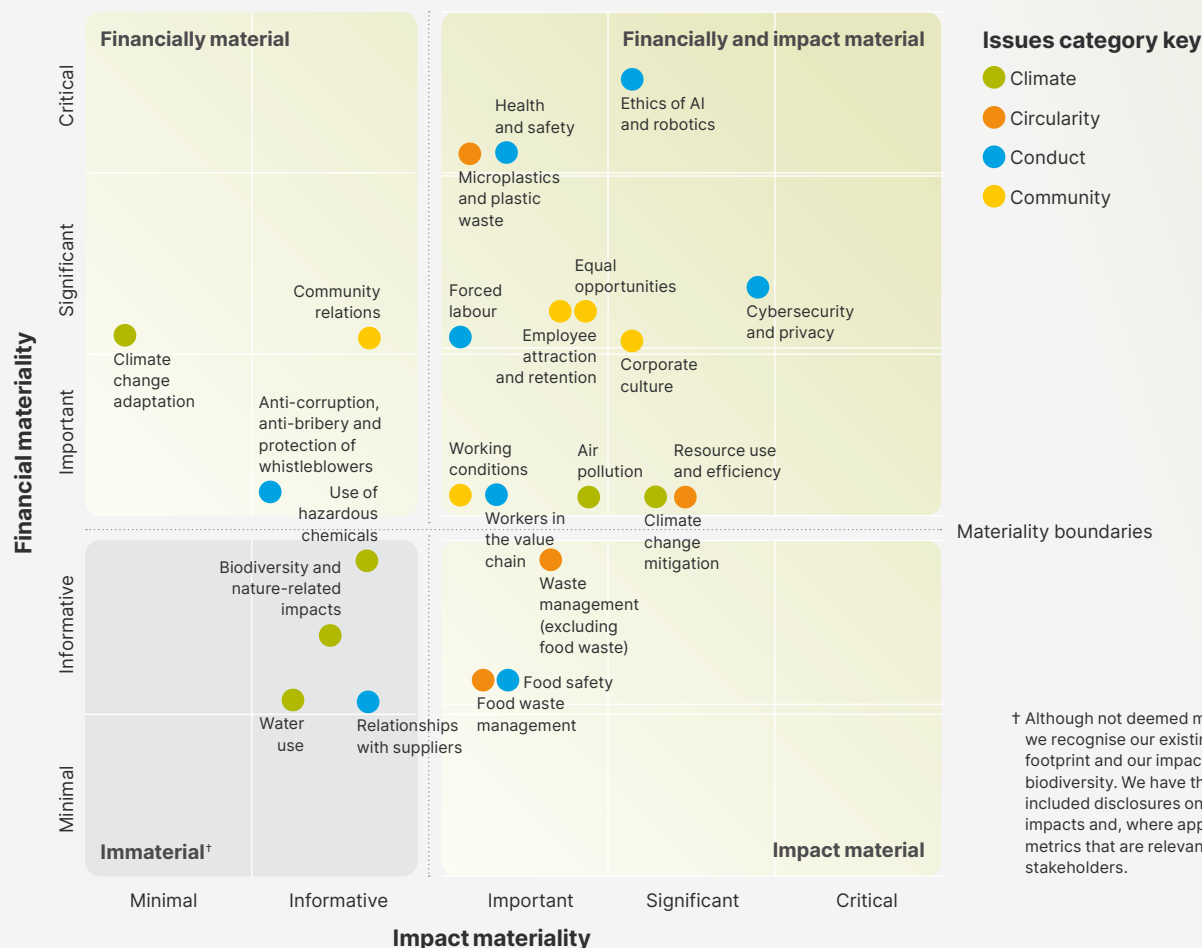 Financially material
Financially and impact material
Issues category key
Climate
Circularity
Conduct
Community
Critical
Significant
Important
Informative
Minimal
Financial materiality
Ethics of AI
and robotics
Health
and safety
Microplastics
and plastic
waste
Equal
opportunities
Community
relations
Forced
labour
Cybersecurity
and privacy
Employee
attraction
and retention
Climate
change
adaptation
Corporate
culture
Anti-corruption,
anti-bribery and
protection of
whistleblowers
Working
conditions
Air
pollution
Resource use
and efficiency
Use of
hazardous
chemicals
Workers in
the value
chain
Climate
change
mitigation
Materiality boundaries
Biodiversity and
nature-related
impacts
Waste
management
(excluding
food waste)
Food safety
Food waste
management
Water
use
Relationships
with suppliers
Immaterial†
Impact material
† Although not deemed
we recognise our
footprint and our
biodiversity. We have
included disclosures on
impacts and, where
metrics that are
stakeholders.
Minimal
Informative
Important
Significant
Critical
Impact materiality